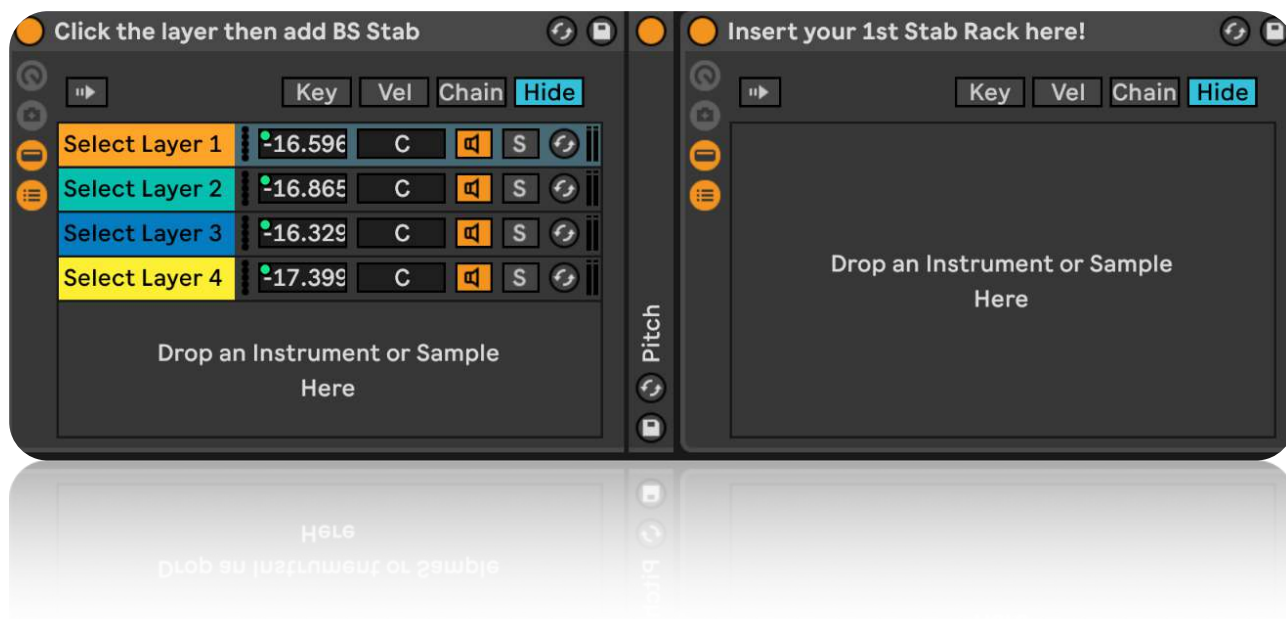 Click the layer then add BS Stab
Key Vel Chain Hide
Select Layer 1 -16.596 C S
Select Layer 2 -16.865 C S
Select Layer 3 -16.329 C S
Select Layer 4 -17.399 C S
Drop an Instrument or Sample
Here
Pitch
Insert your 1st Stab Rack here!
Key Vel Chain Hide
Drop an Instrument or Sample
Here